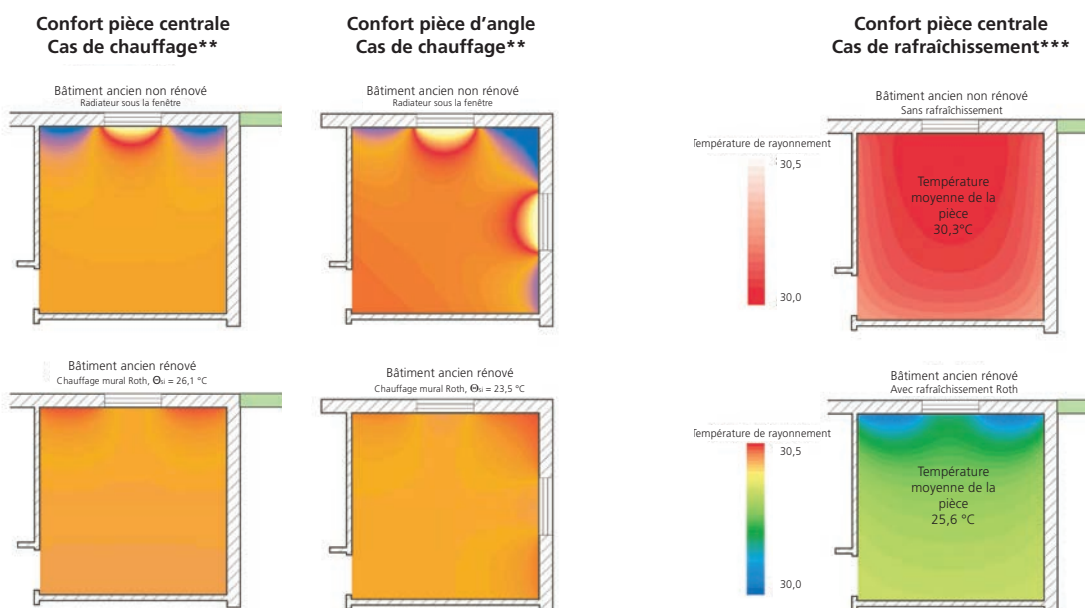 Confort pièce centrale
Cas de chauffage**
Confort pièce d'angle
Cas de chauffage**
Confort pièce centrale
Cas de rafraîchissement***
Bâtiment ancien non rénové
Radiateur sous la fenêtre
Bâtiment ancien non rénové
Radiateur sous la fenêtre
Bâtiment ancien non rénové
Sans rafraîchissement
Température de rayonnement
30,5
30,0
Température
moyenne de la
pièce
30,3°C
Bâtiment ancien rénové
Chauffage mural Roth, Θsi = 26,1 °C
Bâtiment ancien rénové
Chauffage mural Roth, Θsi = 23,5 °C
Bâtiment ancien rénové
Avec rafraîchissement Roth
Température de rayonnement
30,5
30,0
Température
moyenne de la
pièce
25,6 °C